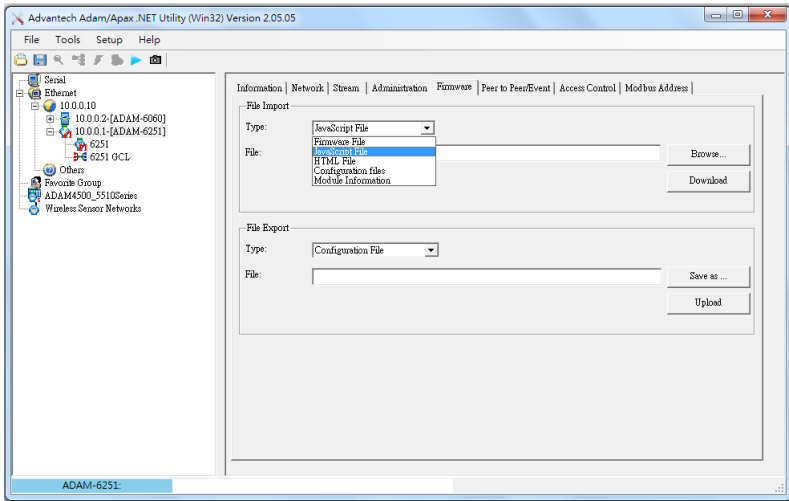 Advantech Adam/Apax .NET Utility (Win32) Version 2.05.05
File Tools Setup Help
Serial
Ethernet
10.0.0.10
10.0.0.2-[ADAM-6060]
10.0.0.1-[ADAM-6251]
6251
6251 GCL
Others
Favorite Group
ADAM4500_5510Series
Wireless Sensor Networks
Information Network Stream Administration Firmware Peer to Peer/Event Access Control Modbus Address
File Import
Type: JavaScript File
Firmware File
JavaScript File
HTML File
Configuration files
Module Information
File: Browse...
Download
File Export
Type: Configuration File
File: Save as ...
Upload
ADAM-6251: